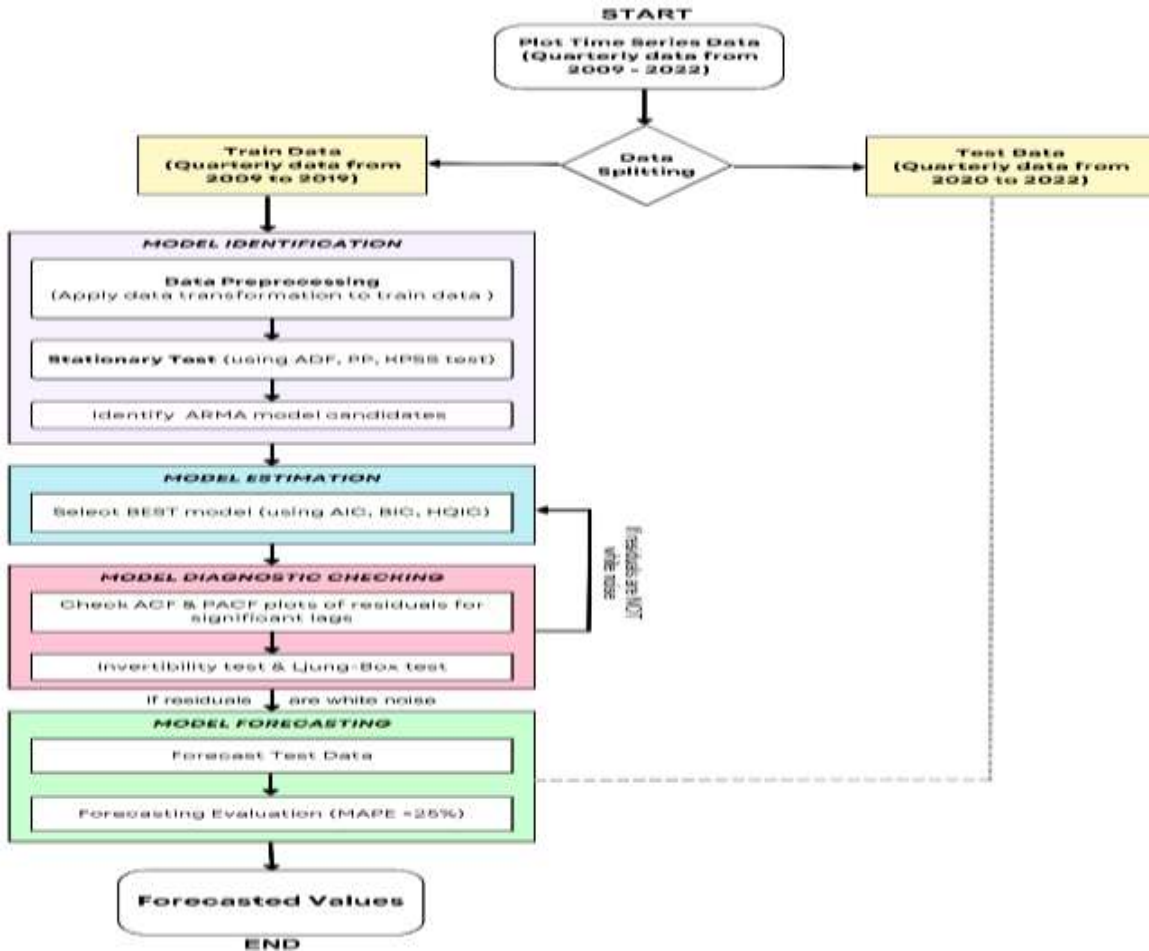 START
Plot Time Series Data
(Quarterly data from
2009 - 2022)
Train Data
(Quarterly data from
2009 to 2019)
Data
Splitting
Test Data
(Quarterly data from
2020 to 2022)
MODEL IDENTIFICATION
Data Preprocessing
(Apply data transformation to train data )
Stationary Test (using ADF, PP, KPSS test)
Identify ARMA model candidates
MODEL ESTIMATION
Select BEST model (using AIC, BIC, HQIC)
If residuals are NOT
white noise
MODEL DIAGNOSTIC CHECKING
Check ACF & PACF plots of residuals for
significant lags
Invertibility test & Ljung-Box test
If residuals are white noise
MODEL FORECASTING
Forecast Test Data
Forecasting Evaluation (MAPE <25%)
Forecasted Values
END